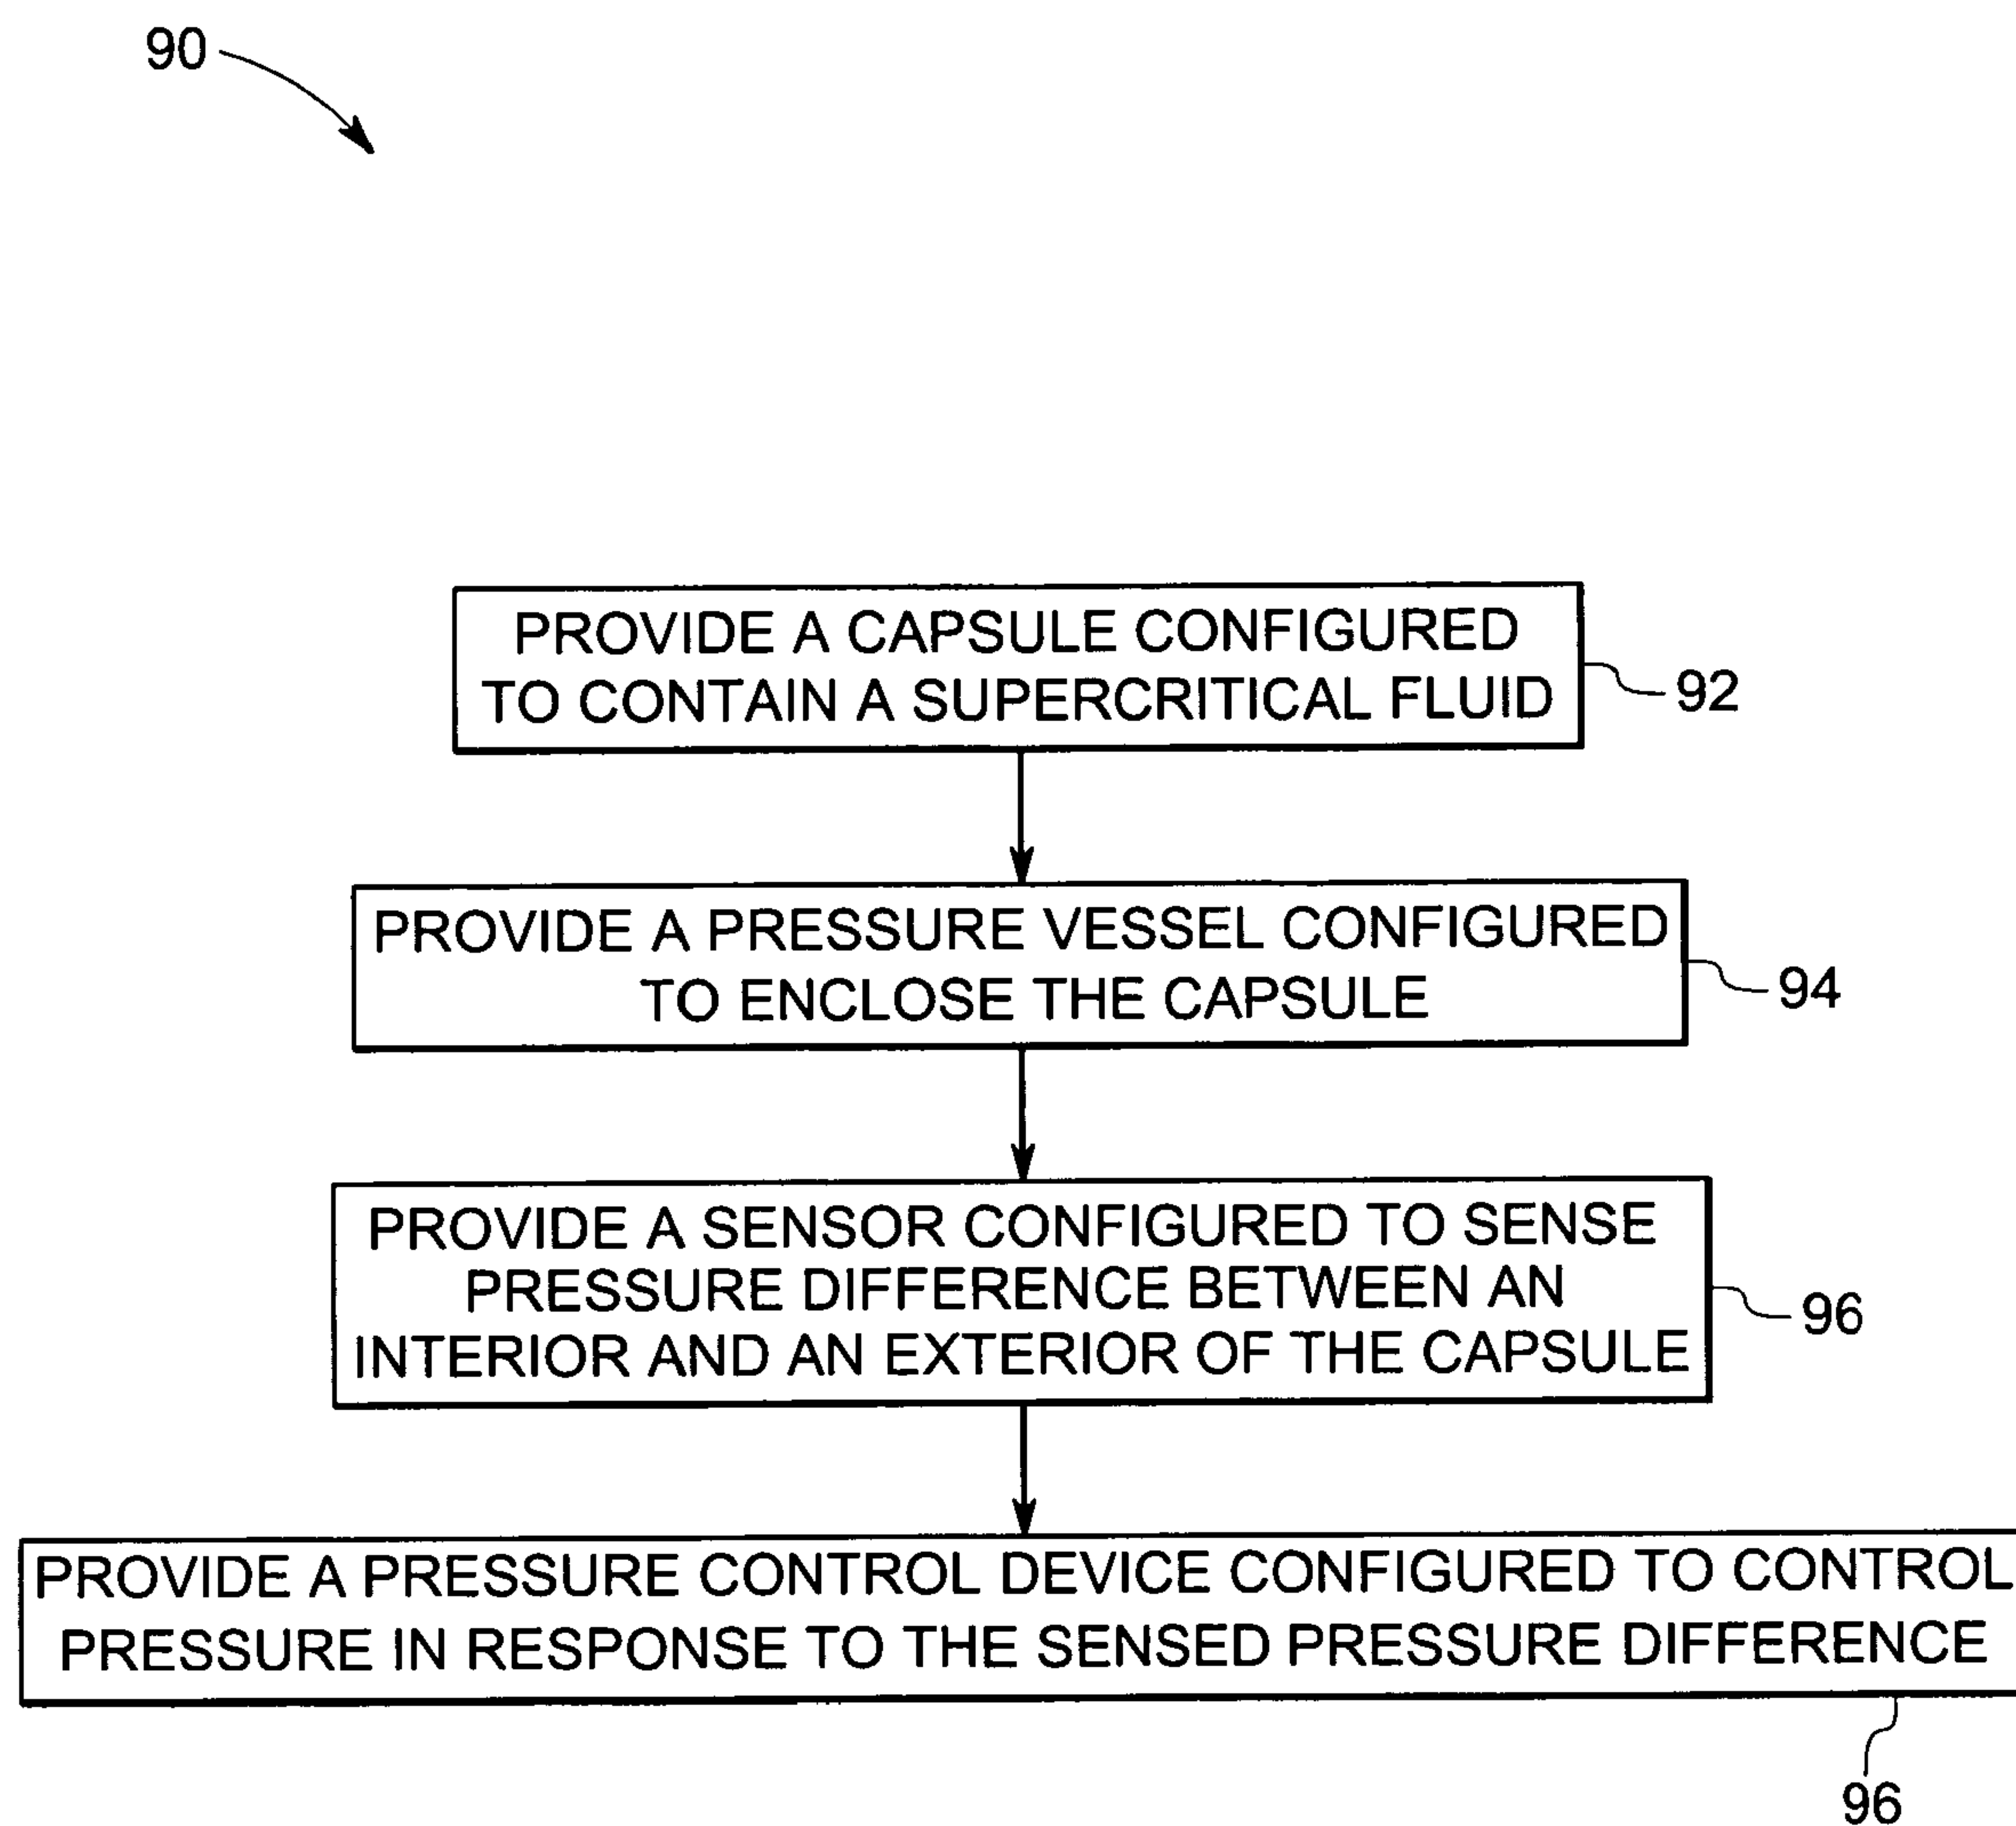 90
PROVIDE A CAPSULE CONFIGURED
TO CONTAIN A SUPERCRITICAL FLUID
92
PROVIDE A PRESSURE VESSEL CONFIGURED
TO ENCLOSE THE CAPSULE
94
PROVIDE A SENSOR CONFIGURED TO SENSE
PRESSURE DIFFERENCE BETWEEN AN
INTERIOR AND AN EXTERIOR OF THE CAPSULE
96
PROVIDE A PRESSURE CONTROL DEVICE CONFIGURED TO CONTROL
PRESSURE IN RESPONSE TO THE SENSED PRESSURE DIFFERENCE
96